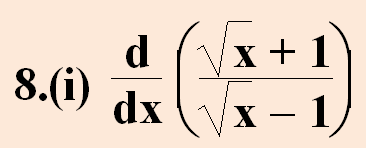 8.(i) d/dx ( (√x + 1) / (√x − 1) )